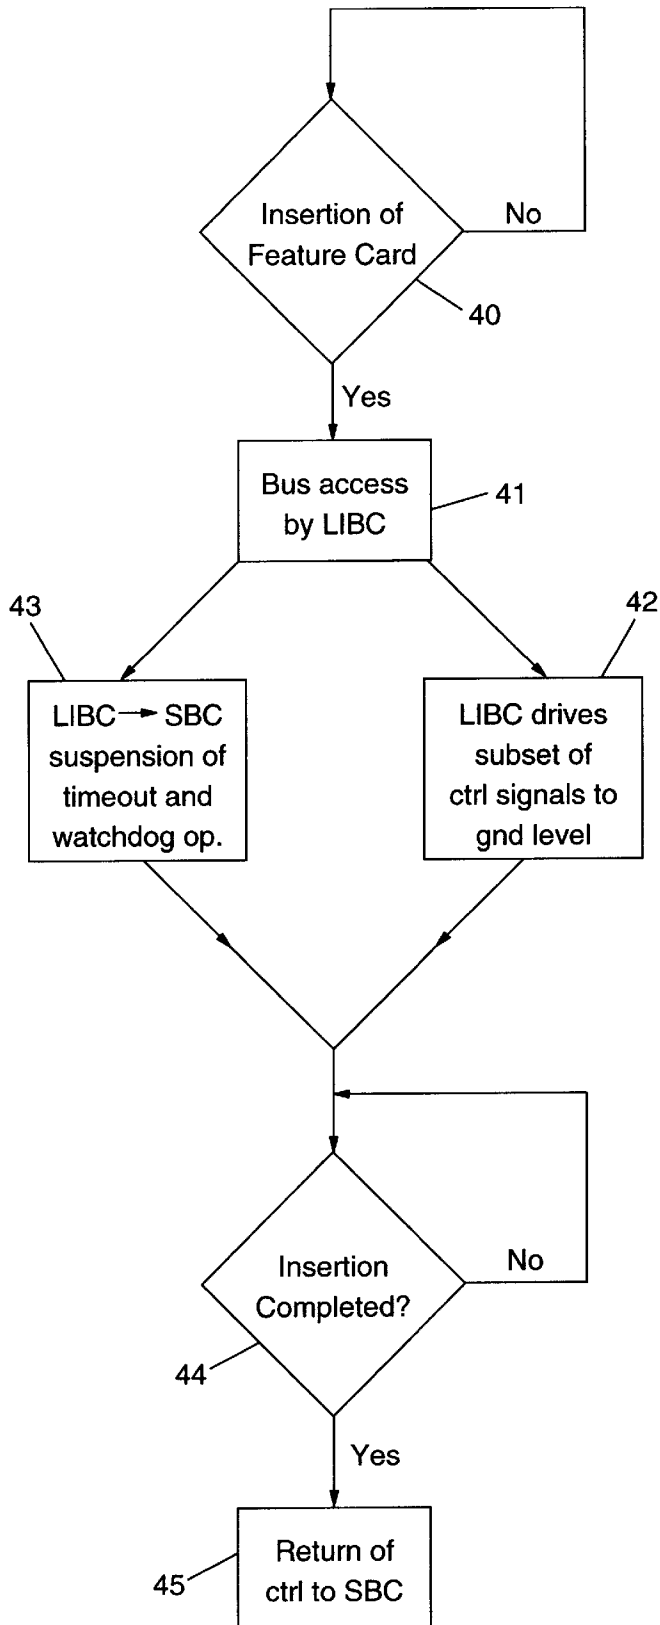 Insertion of
Feature Card
No
40
Yes
Bus access
by LIBC
41
43
LIBC → SBC
suspension of
timeout and
watchdog op.
42
LIBC drives
subset of
ctrl signals to
gnd level
Insertion
Completed?
No
44
Yes
Return of
ctrl to SBC
45